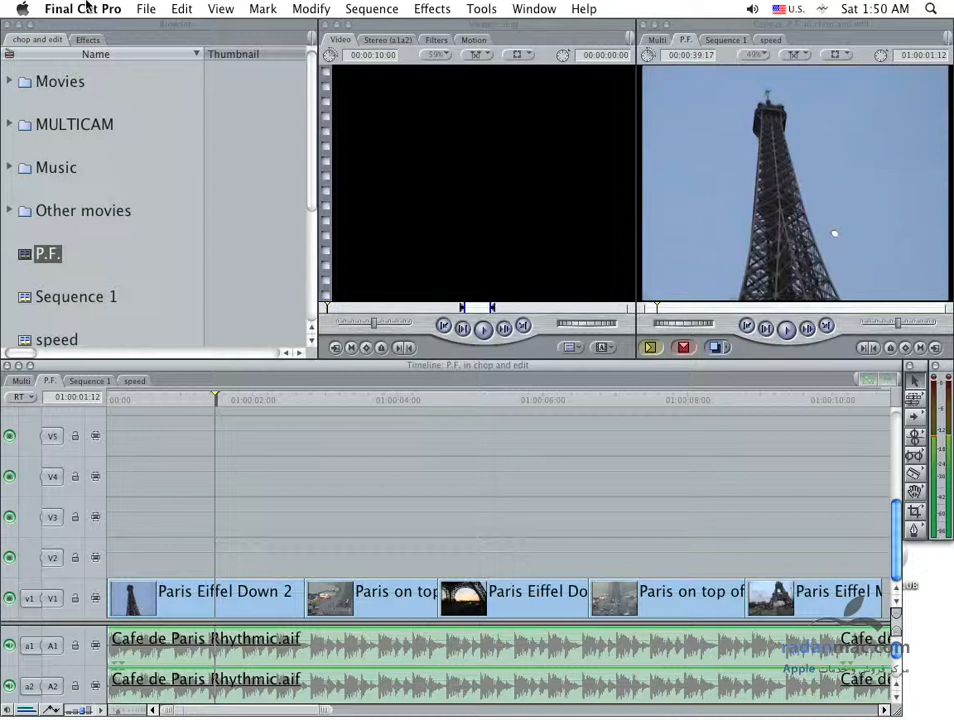 Final Cut Pro File Edit View Mark Modify Sequence Effects Tools Window Help U.S. Sat 1:50 AM
chop and edit Effects
Name Thumbnail
Movies
MULTICAM
Music
Other movies
P.F.
Sequence 1
speed
Video Stereo (a1a2) Filters Motion
00:00:10:00 59% 00:00:00:00
Multi P.F. Sequence 1 speed
00:00:39:17 49% 01:00:01:12
Timeline: P.F. in chop and edit
Multi P.F. Sequence 1 speed
RT 01:00:01:12 00:00 01:00:02:00 01:00:04:00 01:00:06:00 01:00:08:00 01:00:10:00
V5
V4
V3
V2
v1 V1 Paris Eiffel Down 2 Paris on top Paris Eiffel Do Paris on top of Paris Eiffel M
a1 A1 Cafe de Paris Rhythmic.aif Cafe de
a2 A2 Cafe de Paris Rhythmic.aif Cafe de
radanmac.com
مرکز فروش و خدمات Apple